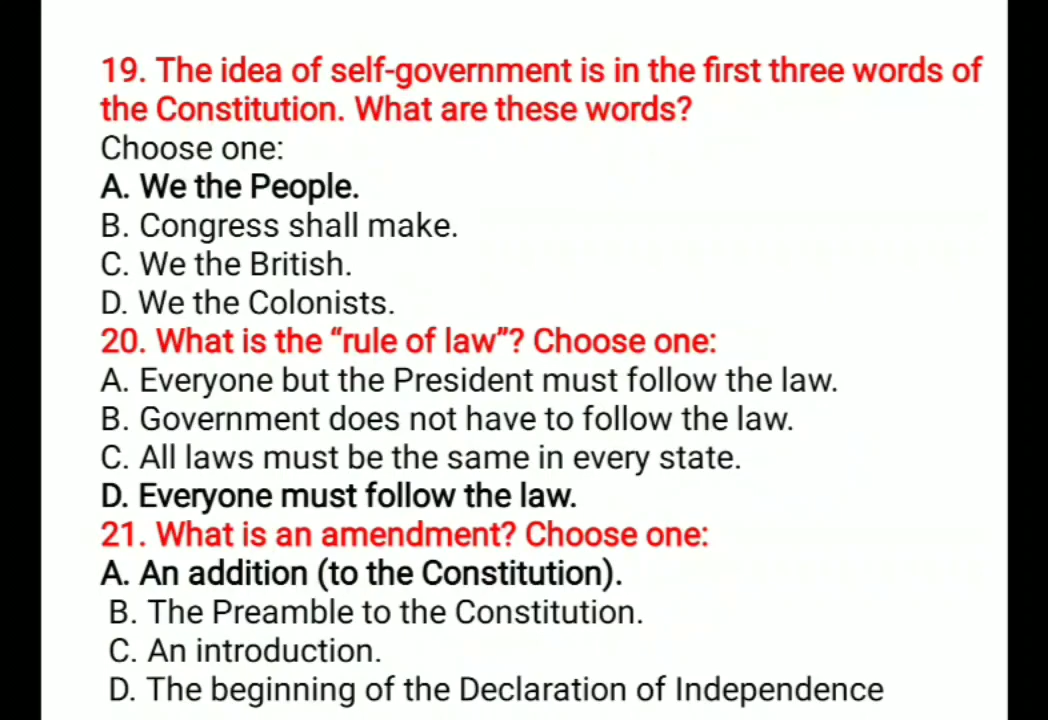 19. The idea of self-government is in the first three words of
the Constitution. What are these words?
Choose one:
A. We the People.
B. Congress shall make.
C. We the British.
D. We the Colonists.
20. What is the “rule of law”? Choose one:
A. Everyone but the President must follow the law.
B. Government does not have to follow the law.
C. All laws must be the same in every state.
D. Everyone must follow the law.
21. What is an amendment? Choose one:
A. An addition (to the Constitution).
B. The Preamble to the Constitution.
C. An introduction.
D. The beginning of the Declaration of Independence